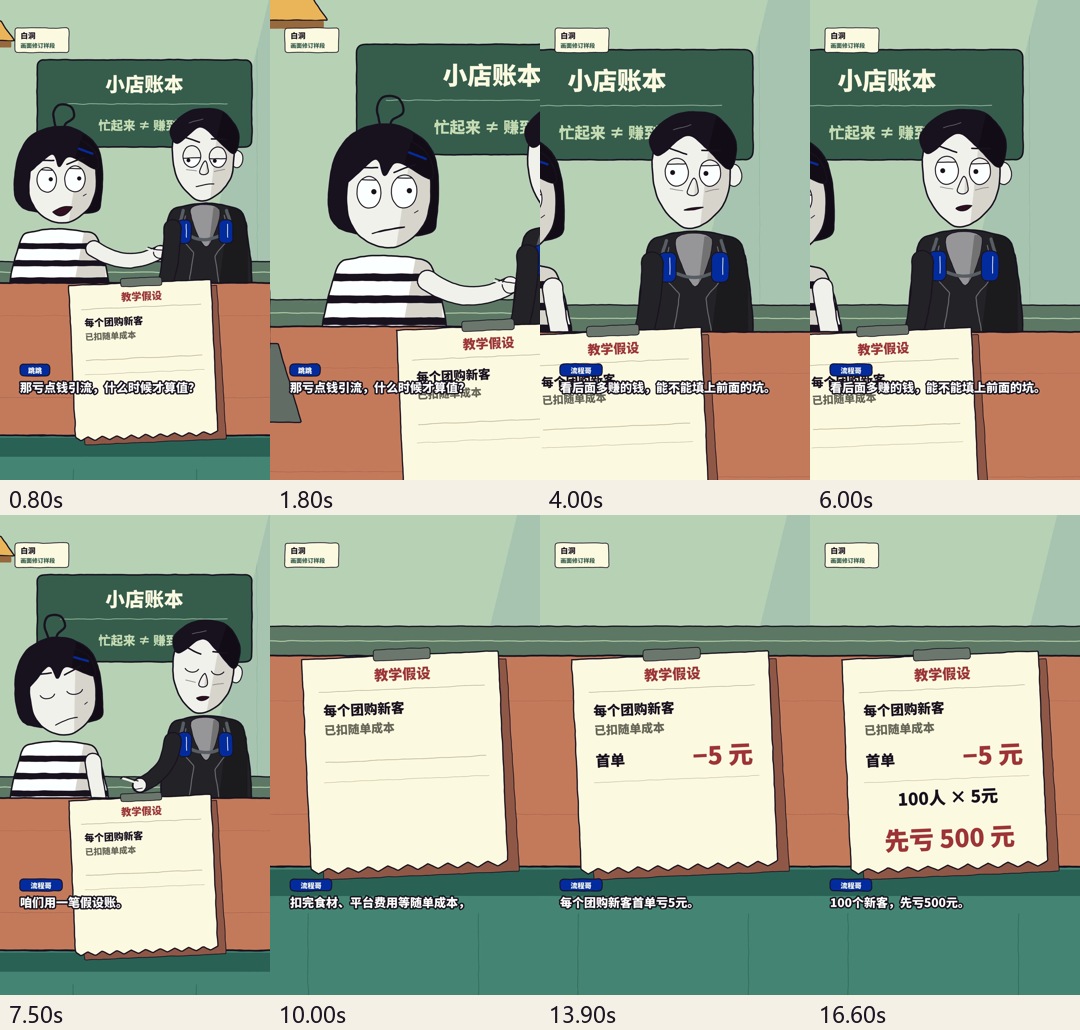 白洞
画面修订样段
小店账本
忙起来 ≠ 赚到
教学假设
每个团购新客
已扣随单成本
跳跳
那亏点钱引流，什么时候才算值？
0.80s
白洞
画面修订样段
小店账本
忙起来 ≠ 赚
教学假设
每个团购新客
已扣随单成本
跳跳
那亏点钱引流，什么时候才算值？
1.80s
白洞
画面修订样段
小店账本
忙起来 ≠ 赚到
教学假设
每个团购新客
已扣随单成本
流程哥
看后面多赚的钱，能不能填上前面的坑。
4.00s
白洞
画面修订样段
小店账本
忙起来 ≠ 赚到
教学假设
每个团购新客
已扣随单成本
流程哥
看后面多赚的钱，能不能填上前面的坑。
6.00s
白洞
画面修订样段
小店账本
忙起来 ≠ 赚到
教学假设
每个团购新客
已扣随单成本
流程哥
咱们用一笔假设账。
7.50s
白洞
画面修订样段
教学假设
每个团购新客
已扣随单成本
流程哥
扣完食材、平台费用等随单成本，
10.00s
白洞
画面修订样段
教学假设
每个团购新客
已扣随单成本
首单 −5 元
流程哥
每个团购新客首单亏5元。
13.90s
白洞
画面修订样段
教学假设
每个团购新客
已扣随单成本
首单 −5 元
100人 × 5元
先亏 500 元
流程哥
100个新客，先亏500元。
16.60s